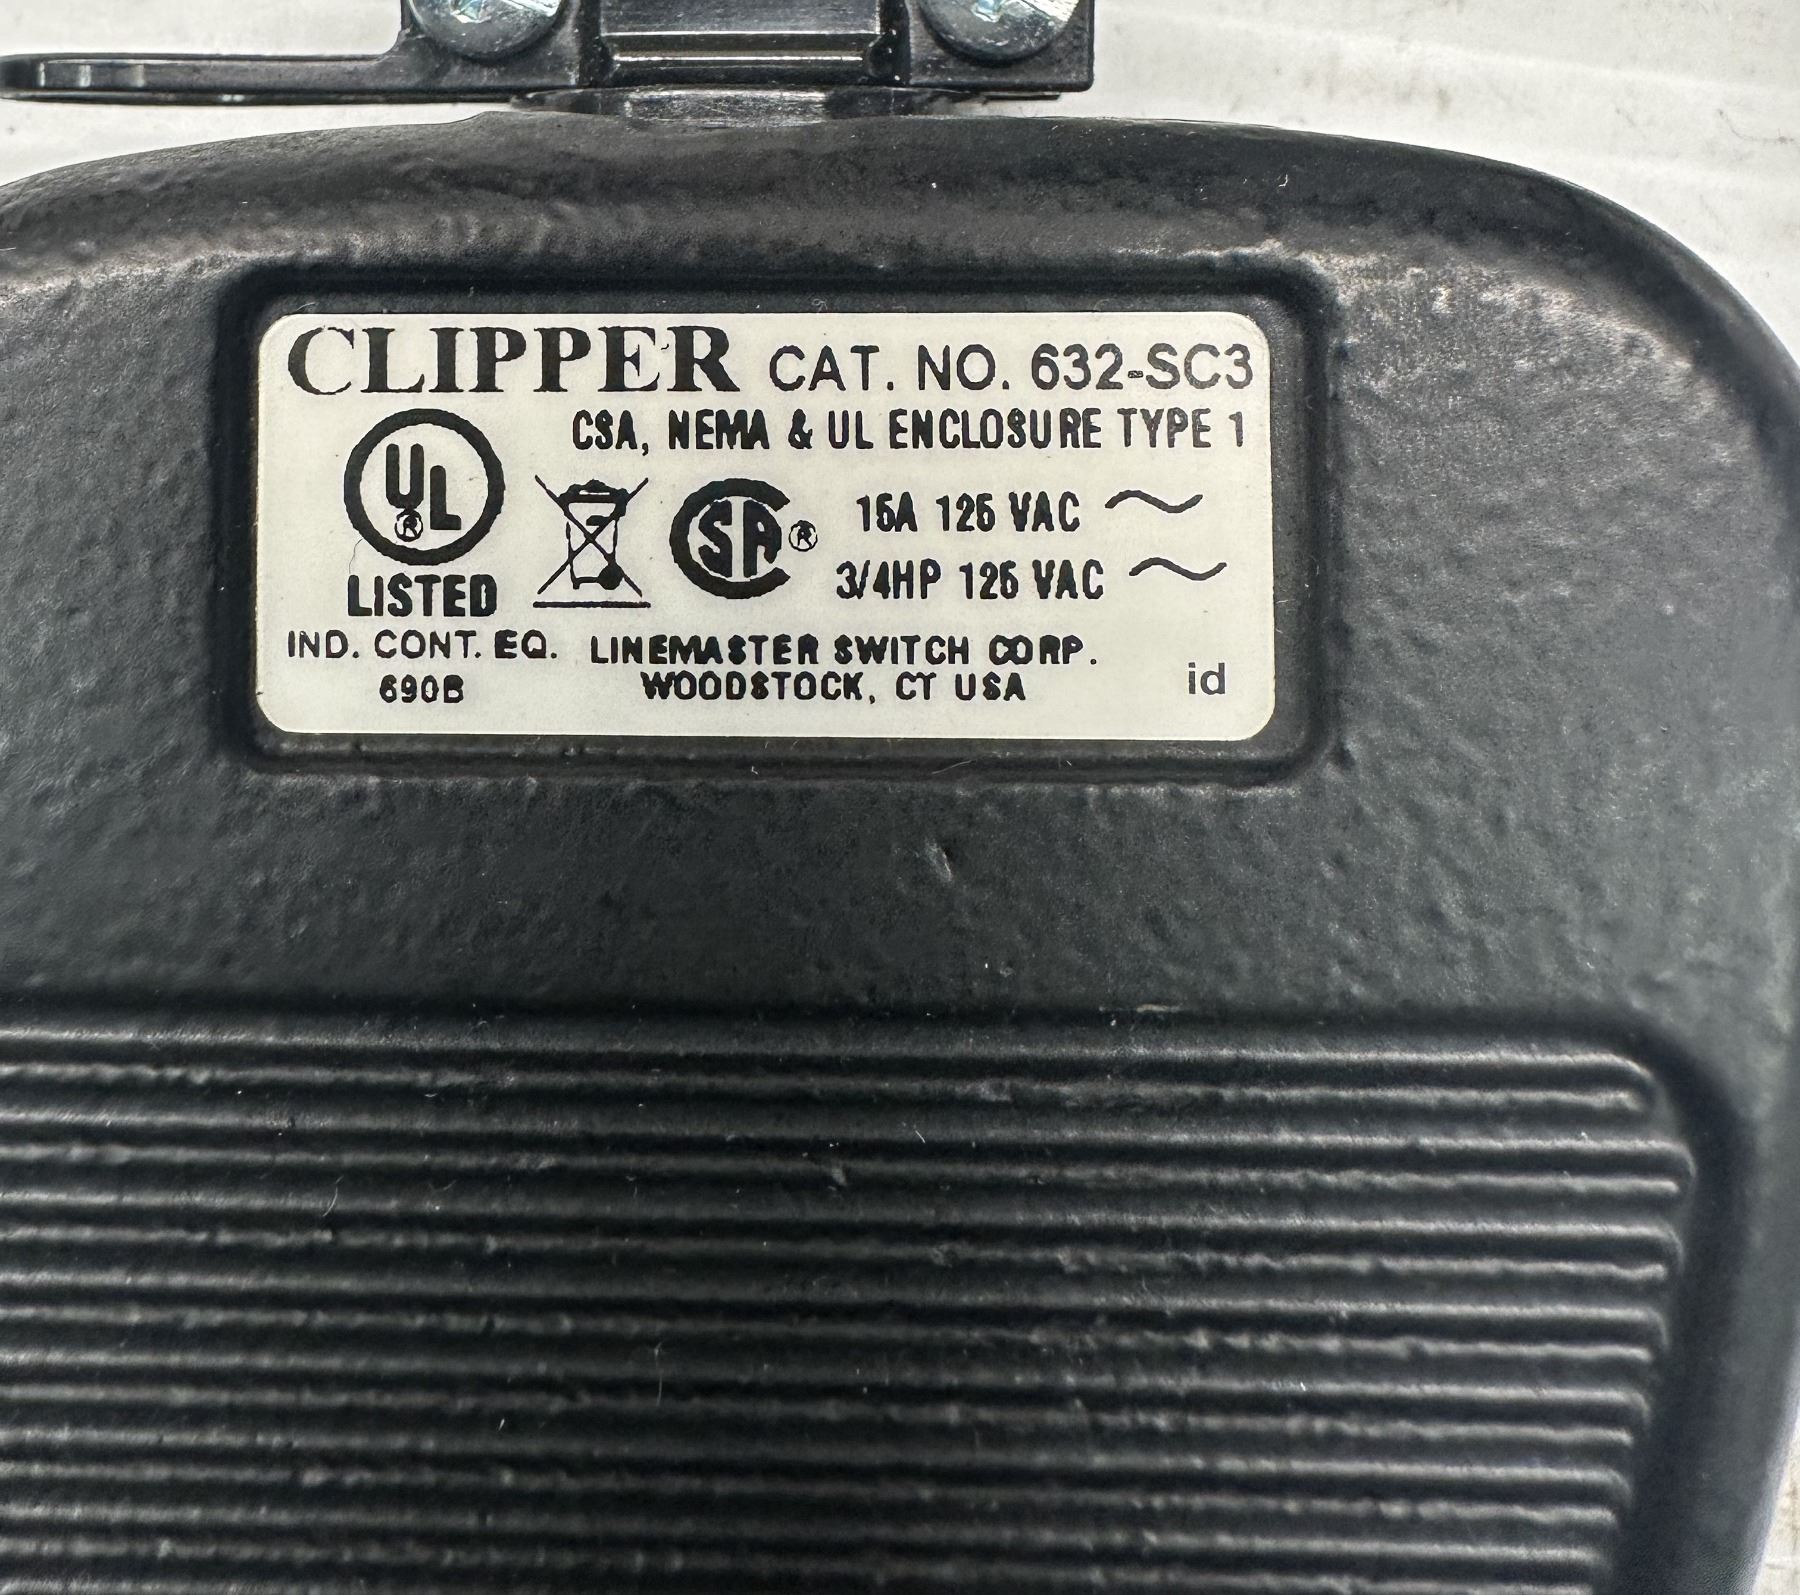 CLIPPER CAT. NO. 632-SC3
CSA, NEMA & UL ENCLOSURE TYPE 1
UL ®
LISTED
IND. CONT. EQ.
690B
CSA ®
15A 125 VAC ~
3/4HP 125 VAC ~
LINEMASTER SWITCH CORP.
WOODSTOCK, CT USA
id